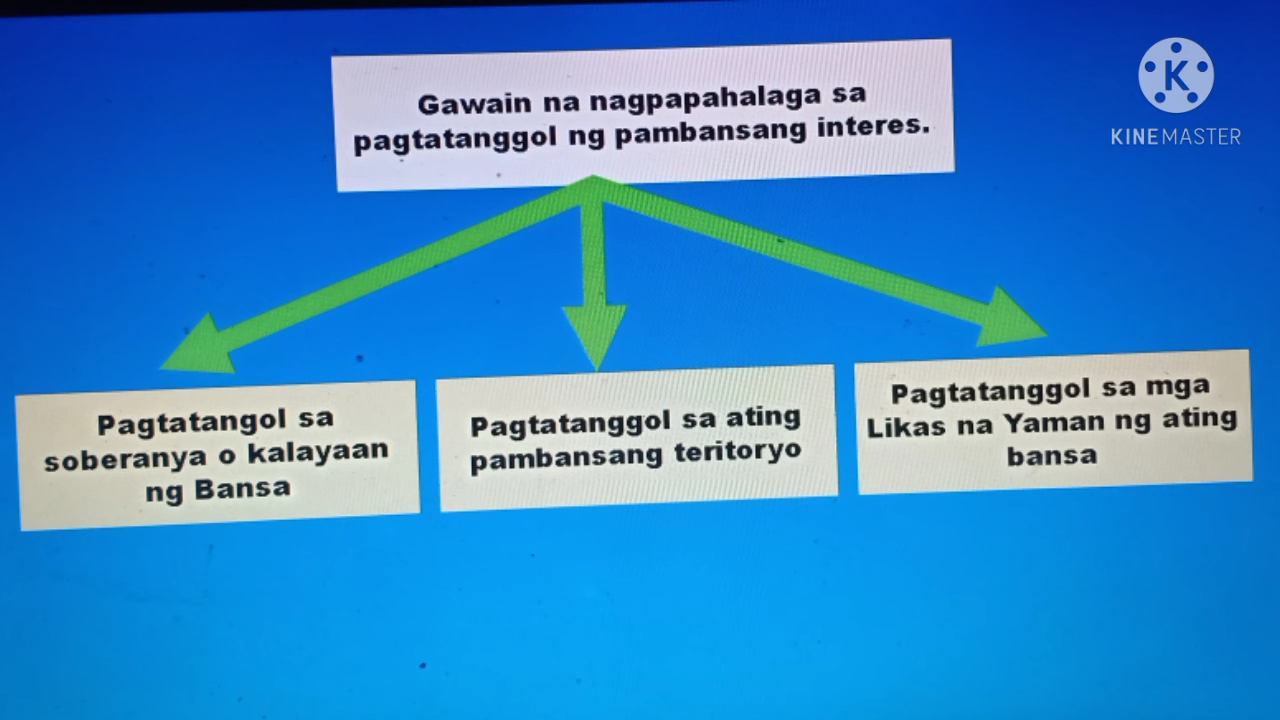 Gawain na nagpapahalaga sa
pagtatanggol ng pambansang interes.
KINEMASTER
Pagtatangol sa
soberanya o kalayaan
ng Bansa
Pagtatanggol sa ating
pambansang teritoryo
Pagtatanggol sa mga
Likas na Yaman ng ating
bansa